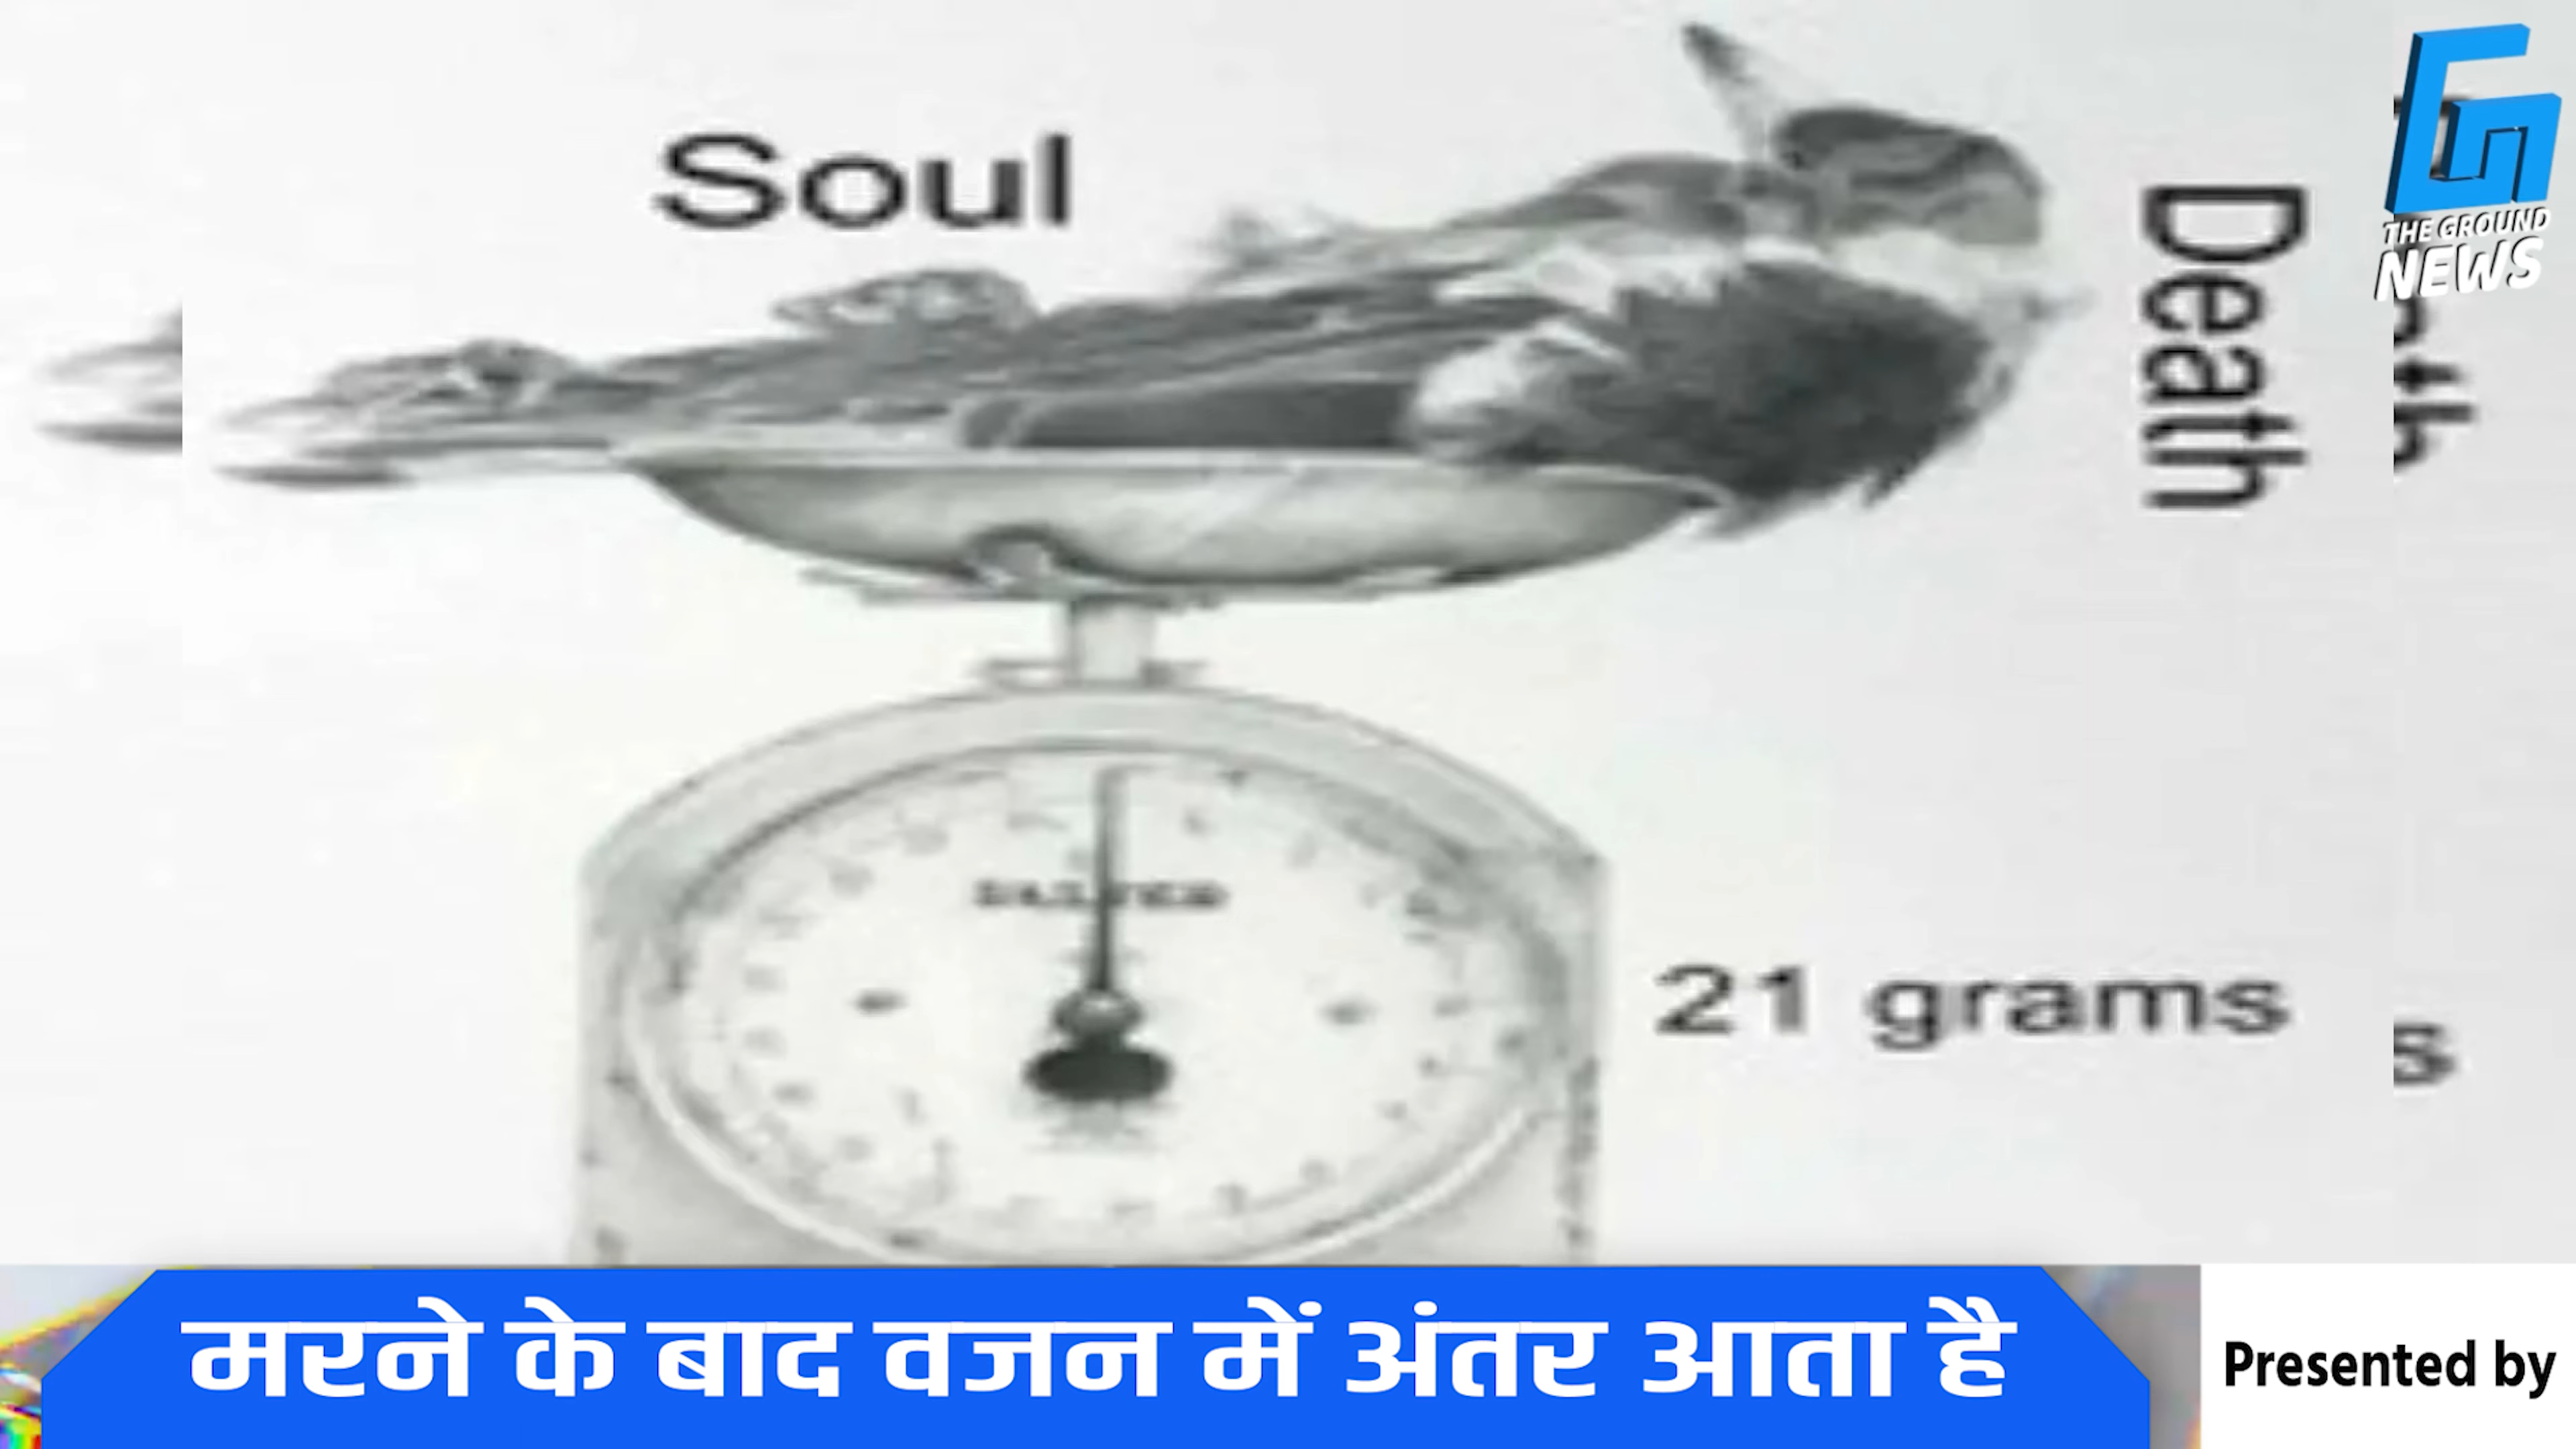 Soul
Death
THE GROUND
NEWS
21 grams
s
मरने के बाद वजन में अंतर आता है
Presented by